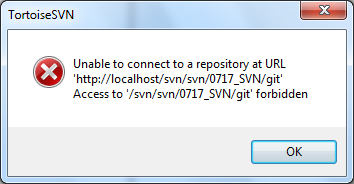 TortoiseSVN
Unable to connect to a repository at URL
'http://localhost/svn/svn/0717_SVN/git'
Access to '/svn/svn/0717_SVN/git' forbidden
OK